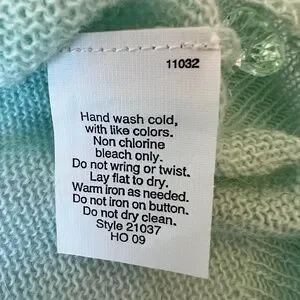 11032
Hand wash cold,
with like colors.
Non chlorine
bleach only.
Do not wring or twist.
Lay flat to dry.
Warm iron as needed.
Do not iron on button.
Do not dry clean.
Style 21037
HO 09